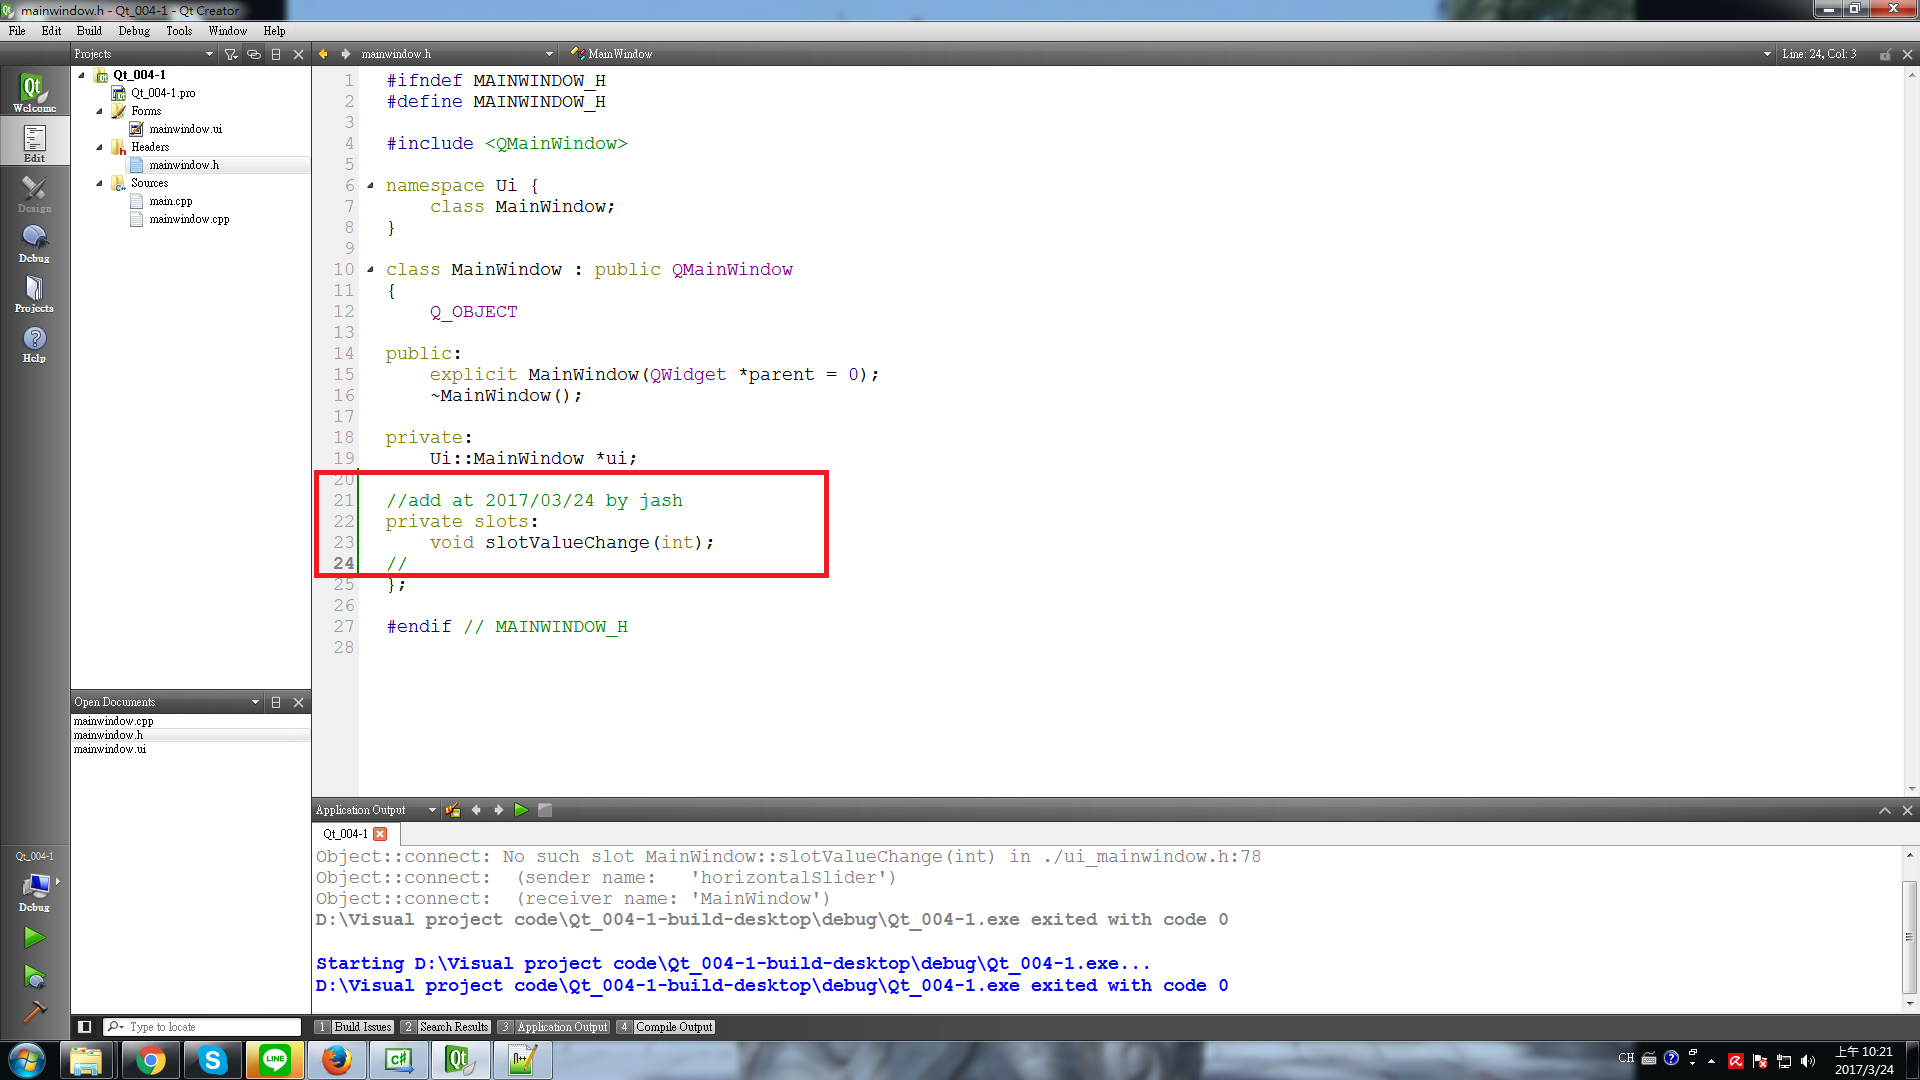 mainwindow.h - Qt_004-1 - Qt Creator
File Edit Build Debug Tools Window Help
Projects
mainwindow.h
MainWindow
Line: 24, Col: 3
Welcome
Edit
Design
Debug
Projects
Help
Qt_004-1
Qt_004-1.pro
Forms
mainwindow.ui
Headers
mainwindow.h
Sources
main.cpp
mainwindow.cpp
1 #ifndef MAINWINDOW_H
2 #define MAINWINDOW_H
3
4 #include <QMainWindow>
5
6 namespace Ui {
7 class MainWindow;
8 }
9
10 class MainWindow : public QMainWindow
11 {
12 Q_OBJECT
13
14 public:
15 explicit MainWindow(QWidget *parent = 0);
16 ~MainWindow();
17
18 private:
19 Ui::MainWindow *ui;
20
21 //add at 2017/03/24 by jash
22 private slots:
23 void slotValueChange(int);
24 //
25 };
26
27 #endif // MAINWINDOW_H
28
Open Documents
mainwindow.cpp
mainwindow.h
mainwindow.ui
Application Output
Qt_004-1
Object::connect: No such slot MainWindow::slotValueChange(int) in ./ui_mainwindow.h:78
Object::connect: (sender name: 'horizontalSlider')
Object::connect: (receiver name: 'MainWindow')
D:\Visual project code\Qt_004-1-build-desktop\debug\Qt_004-1.exe exited with code 0
Starting D:\Visual project code\Qt_004-1-build-desktop\debug\Qt_004-1.exe...
D:\Visual project code\Qt_004-1-build-desktop\debug\Qt_004-1.exe exited with code 0
Qt_004-1
Debug
Type to locate
1 Build Issues 2 Search Results 3 Application Output 4 Compile Output
LINE
C#
Qt
CH
上午 10:21
2017/3/24